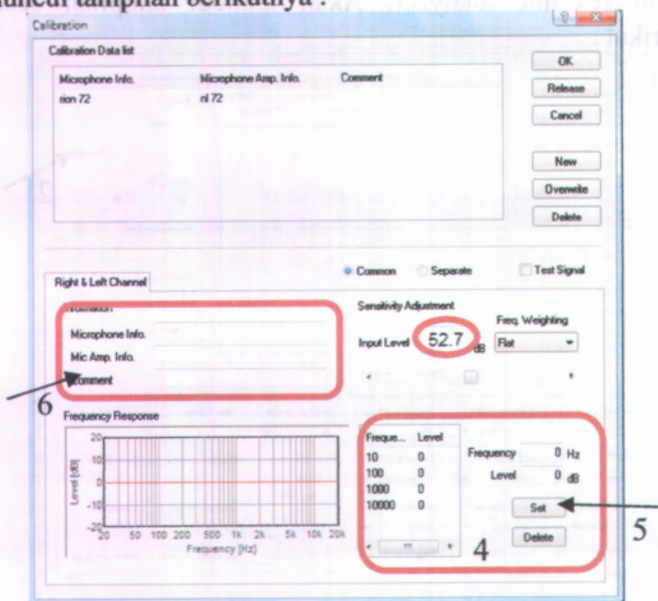 muncul tampilan berikutnya :
Calibration
Calibration Data list
Microphone Info. Microphone Amp. Info. Comment
rion 72 nl 72
OK
Release
Cancel
New
Overwrite
Delete
Common Separate Test Signal
Right & Left Channel
Information
Microphone Info.
Mic Amp. Info.
Comment
6
Sensitivity Adjustment
Freq. Weighting
Input Level 52.7 dB Flat
Frequency Response
Level [dB]
20
10
0
-10
-20
20 50 100 200 500 1k 2k 5k 10k 20k
Frequency [Hz]
Freque... Level
10 0
100 0
1000 0
10000 0
Frequency 0 Hz
Level 0 dB
Set
Delete
4
5